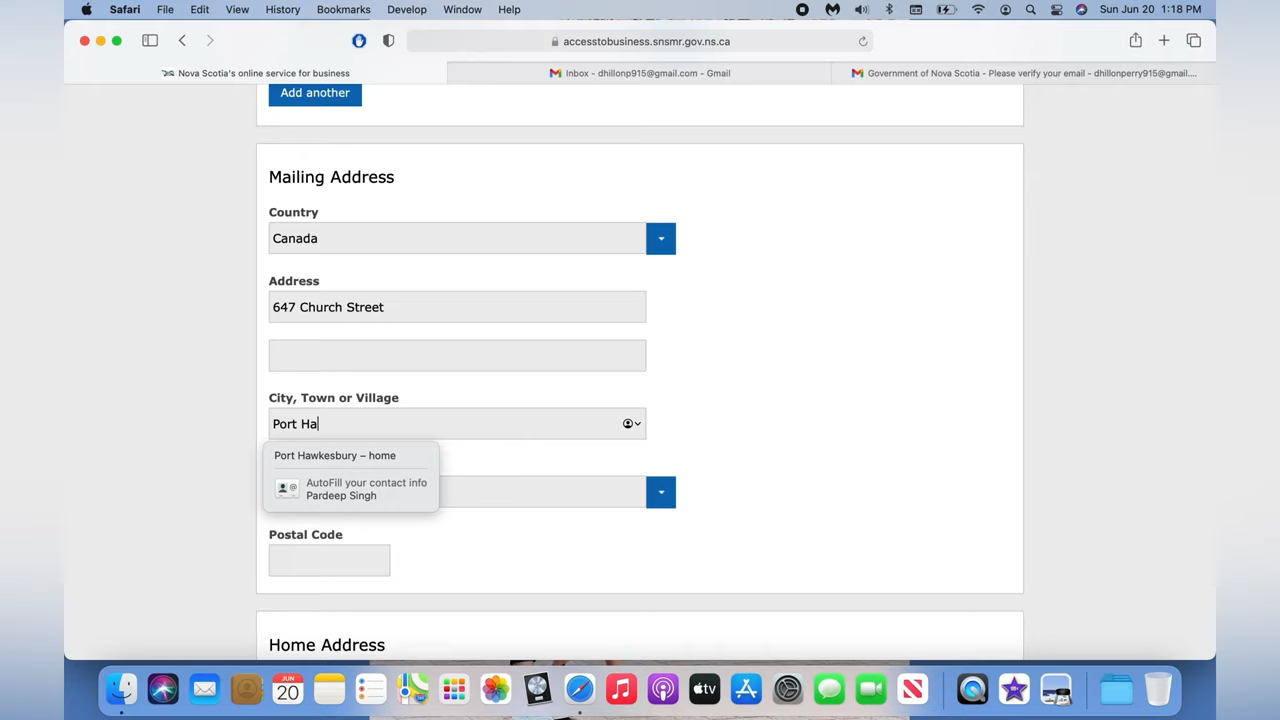 Safari File Edit View History Bookmarks Develop Window Help Sun Jun 20 1:18 PM
accesstobusiness.snsmr.gov.ns.ca
Nova Scotia's online service for business Inbox - dhillonp915@gmail.com - Gmail Government of Nova Scotia - Please verify your email - dhillonperry915@gmail....
Add another
Mailing Address
Country
Canada
Address
647 Church Street
City, Town or Village
Port Ha
Port Hawkesbury – home
AutoFill your contact info
Pardeep Singh
Postal Code
Home Address
JUN
20
tv